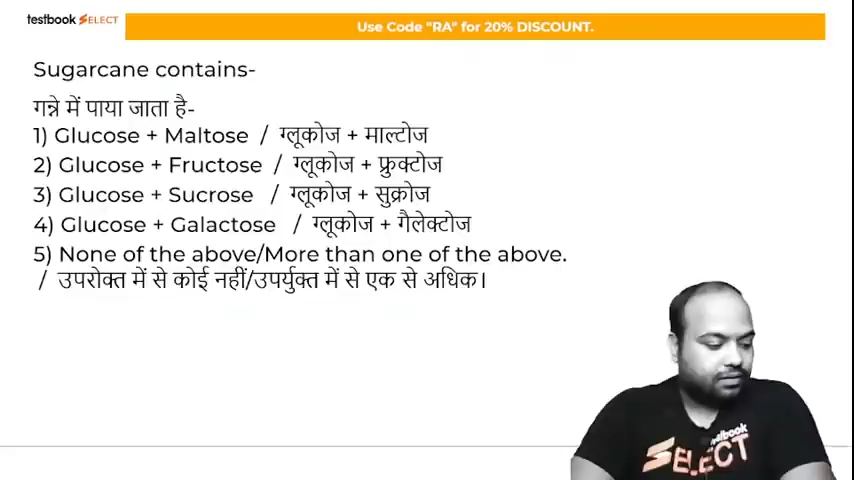 testbook SELECT
Use Code "RA" for 20% DISCOUNT.
Sugarcane contains-
गन्ने में पाया जाता है-
1) Glucose + Maltose / ग्लूकोज + माल्टोज
2) Glucose + Fructose / ग्लूकोज + फ्रुक्टोज
3) Glucose + Sucrose / ग्लूकोज + सुक्रोज
4) Glucose + Galactose / ग्लूकोज + गैलेक्टोज
5) None of the above/More than one of the above.
/ उपरोक्त में से कोई नहीं/उपर्युक्त में से एक से अधिक।
testbook
SELECT